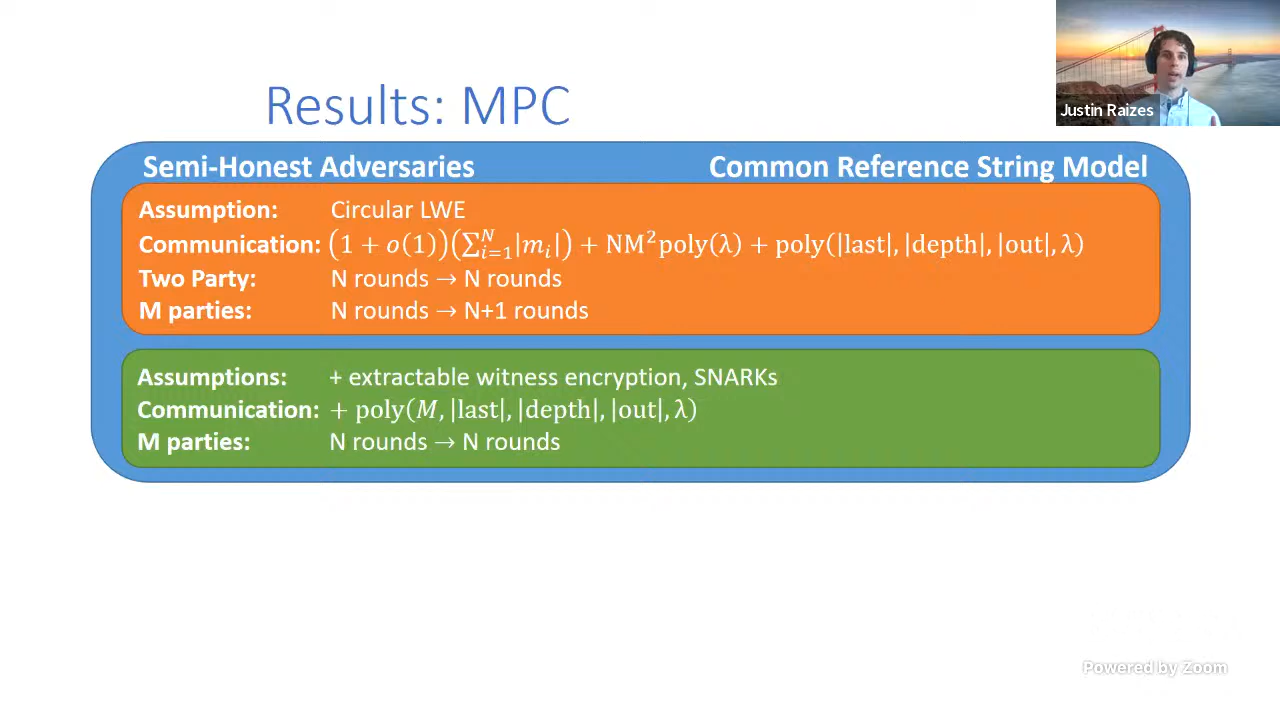 Justin Raizes
Results: MPC
Semi-Honest Adversaries Common Reference String Model
Assumption: Circular LWE
Communication: (1 + o(1))(∑ᵢ₌₁ᴺ|mᵢ|) + NM²poly(λ) + poly(|last|, |depth|, |out|, λ)
Two Party: N rounds → N rounds
M parties: N rounds → N+1 rounds
Assumptions: + extractable witness encryption, SNARKs
Communication: + poly(M, |last|, |depth|, |out|, λ)
M parties: N rounds → N rounds
Powered by Zoom